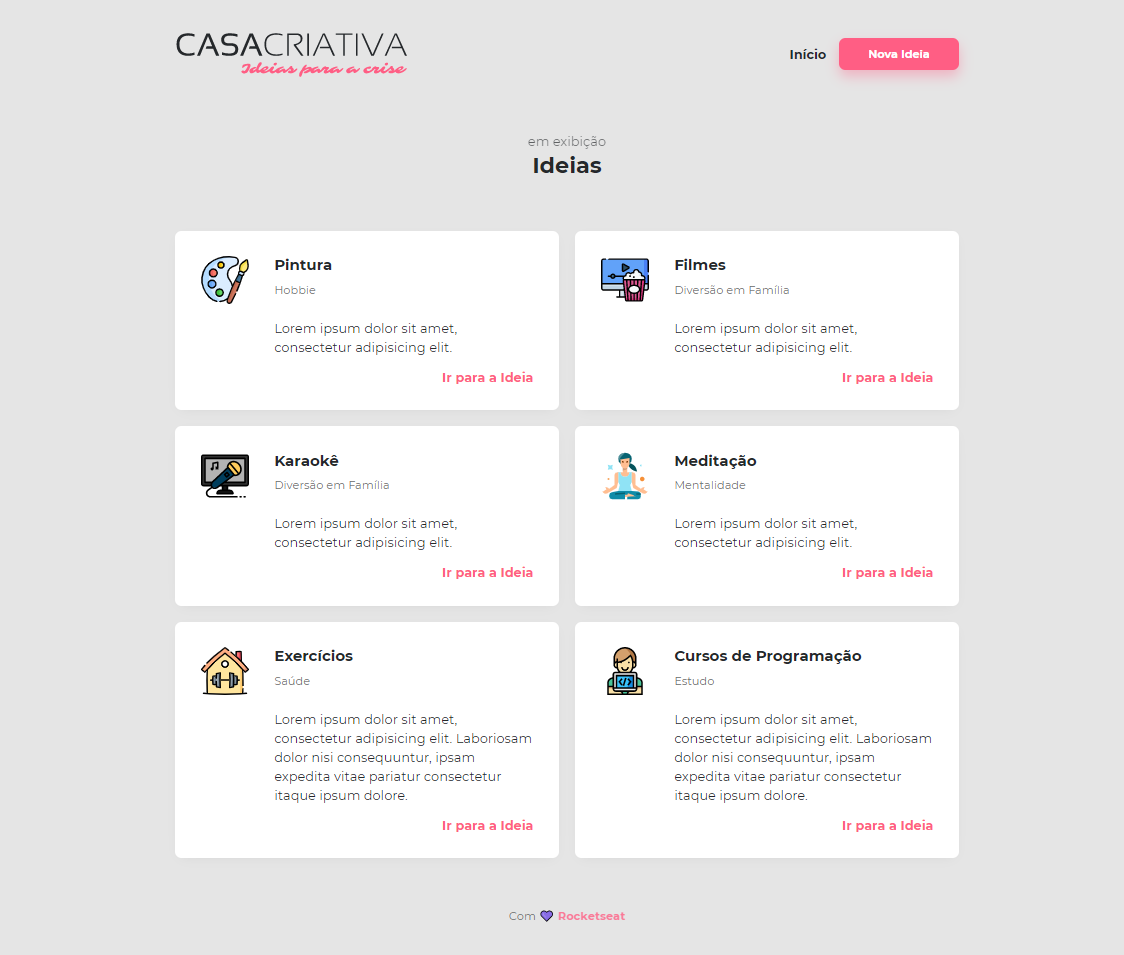 CASACRIATIVA
Ideias para a crise
Início
Nova Ideia
em exibição
Ideias
Pintura
Hobbie
Lorem ipsum dolor sit amet,
consectetur adipisicing elit.
Ir para a Ideia
Filmes
Diversão em Família
Lorem ipsum dolor sit amet,
consectetur adipisicing elit.
Ir para a Ideia
Karaokê
Diversão em Família
Lorem ipsum dolor sit amet,
consectetur adipisicing elit.
Ir para a Ideia
Meditação
Mentalidade
Lorem ipsum dolor sit amet,
consectetur adipisicing elit.
Ir para a Ideia
Exercícios
Saúde
Lorem ipsum dolor sit amet,
consectetur adipisicing elit. Laboriosam
dolor nisi consequuntur, ipsam
expedita vitae pariatur consectetur
itaque ipsum dolore.
Ir para a Ideia
Cursos de Programação
Estudo
Lorem ipsum dolor sit amet,
consectetur adipisicing elit. Laboriosam
dolor nisi consequuntur, ipsam
expedita vitae pariatur consectetur
itaque ipsum dolore.
Ir para a Ideia
Com 💜 Rocketseat